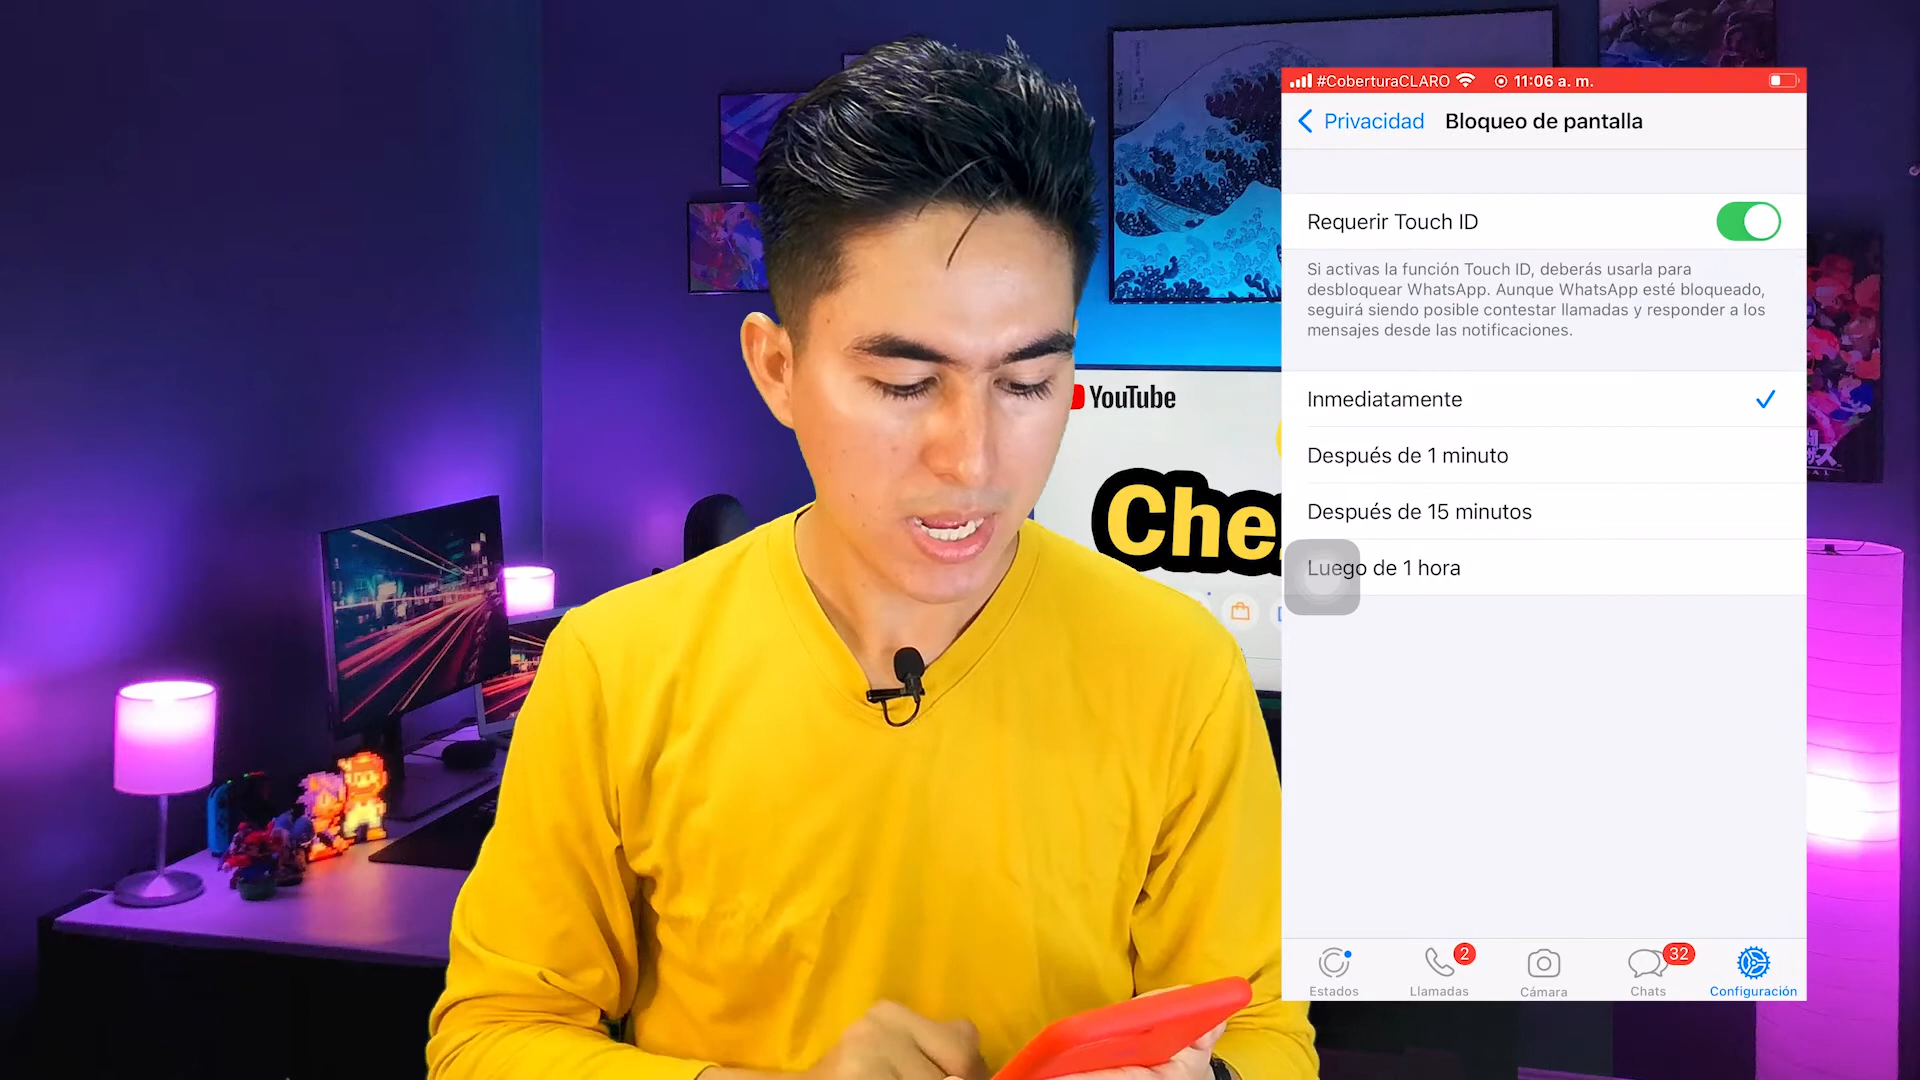 #CoberturaCLARO 11:06 a. m.
Privacidad Bloqueo de pantalla
Requerir Touch ID
Si activas la función Touch ID, deberás usarla para
desbloquear WhatsApp. Aunque WhatsApp esté bloqueado,
seguirá siendo posible contestar llamadas y responder a los
mensajes desde las notificaciones.
YouTube
Inmediatamente
Después de 1 minuto
Después de 15 minutos
Che
Luego de 1 hora
2
32
Estados
Llamadas
Cámara
Chats
Configuración